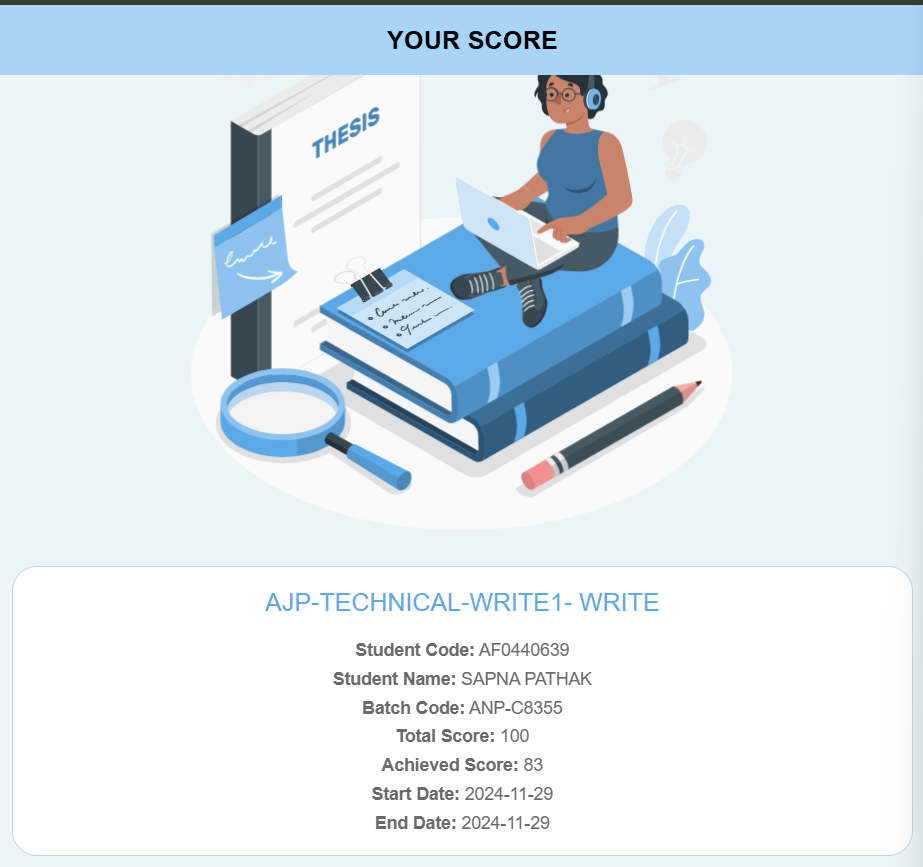 YOUR SCORE
THESIS
AJP-TECHNICAL-WRITE1- WRITE
Student Code: AF0440639
Student Name: SAPNA PATHAK
Batch Code: ANP-C8355
Total Score: 100
Achieved Score: 83
Start Date: 2024-11-29
End Date: 2024-11-29